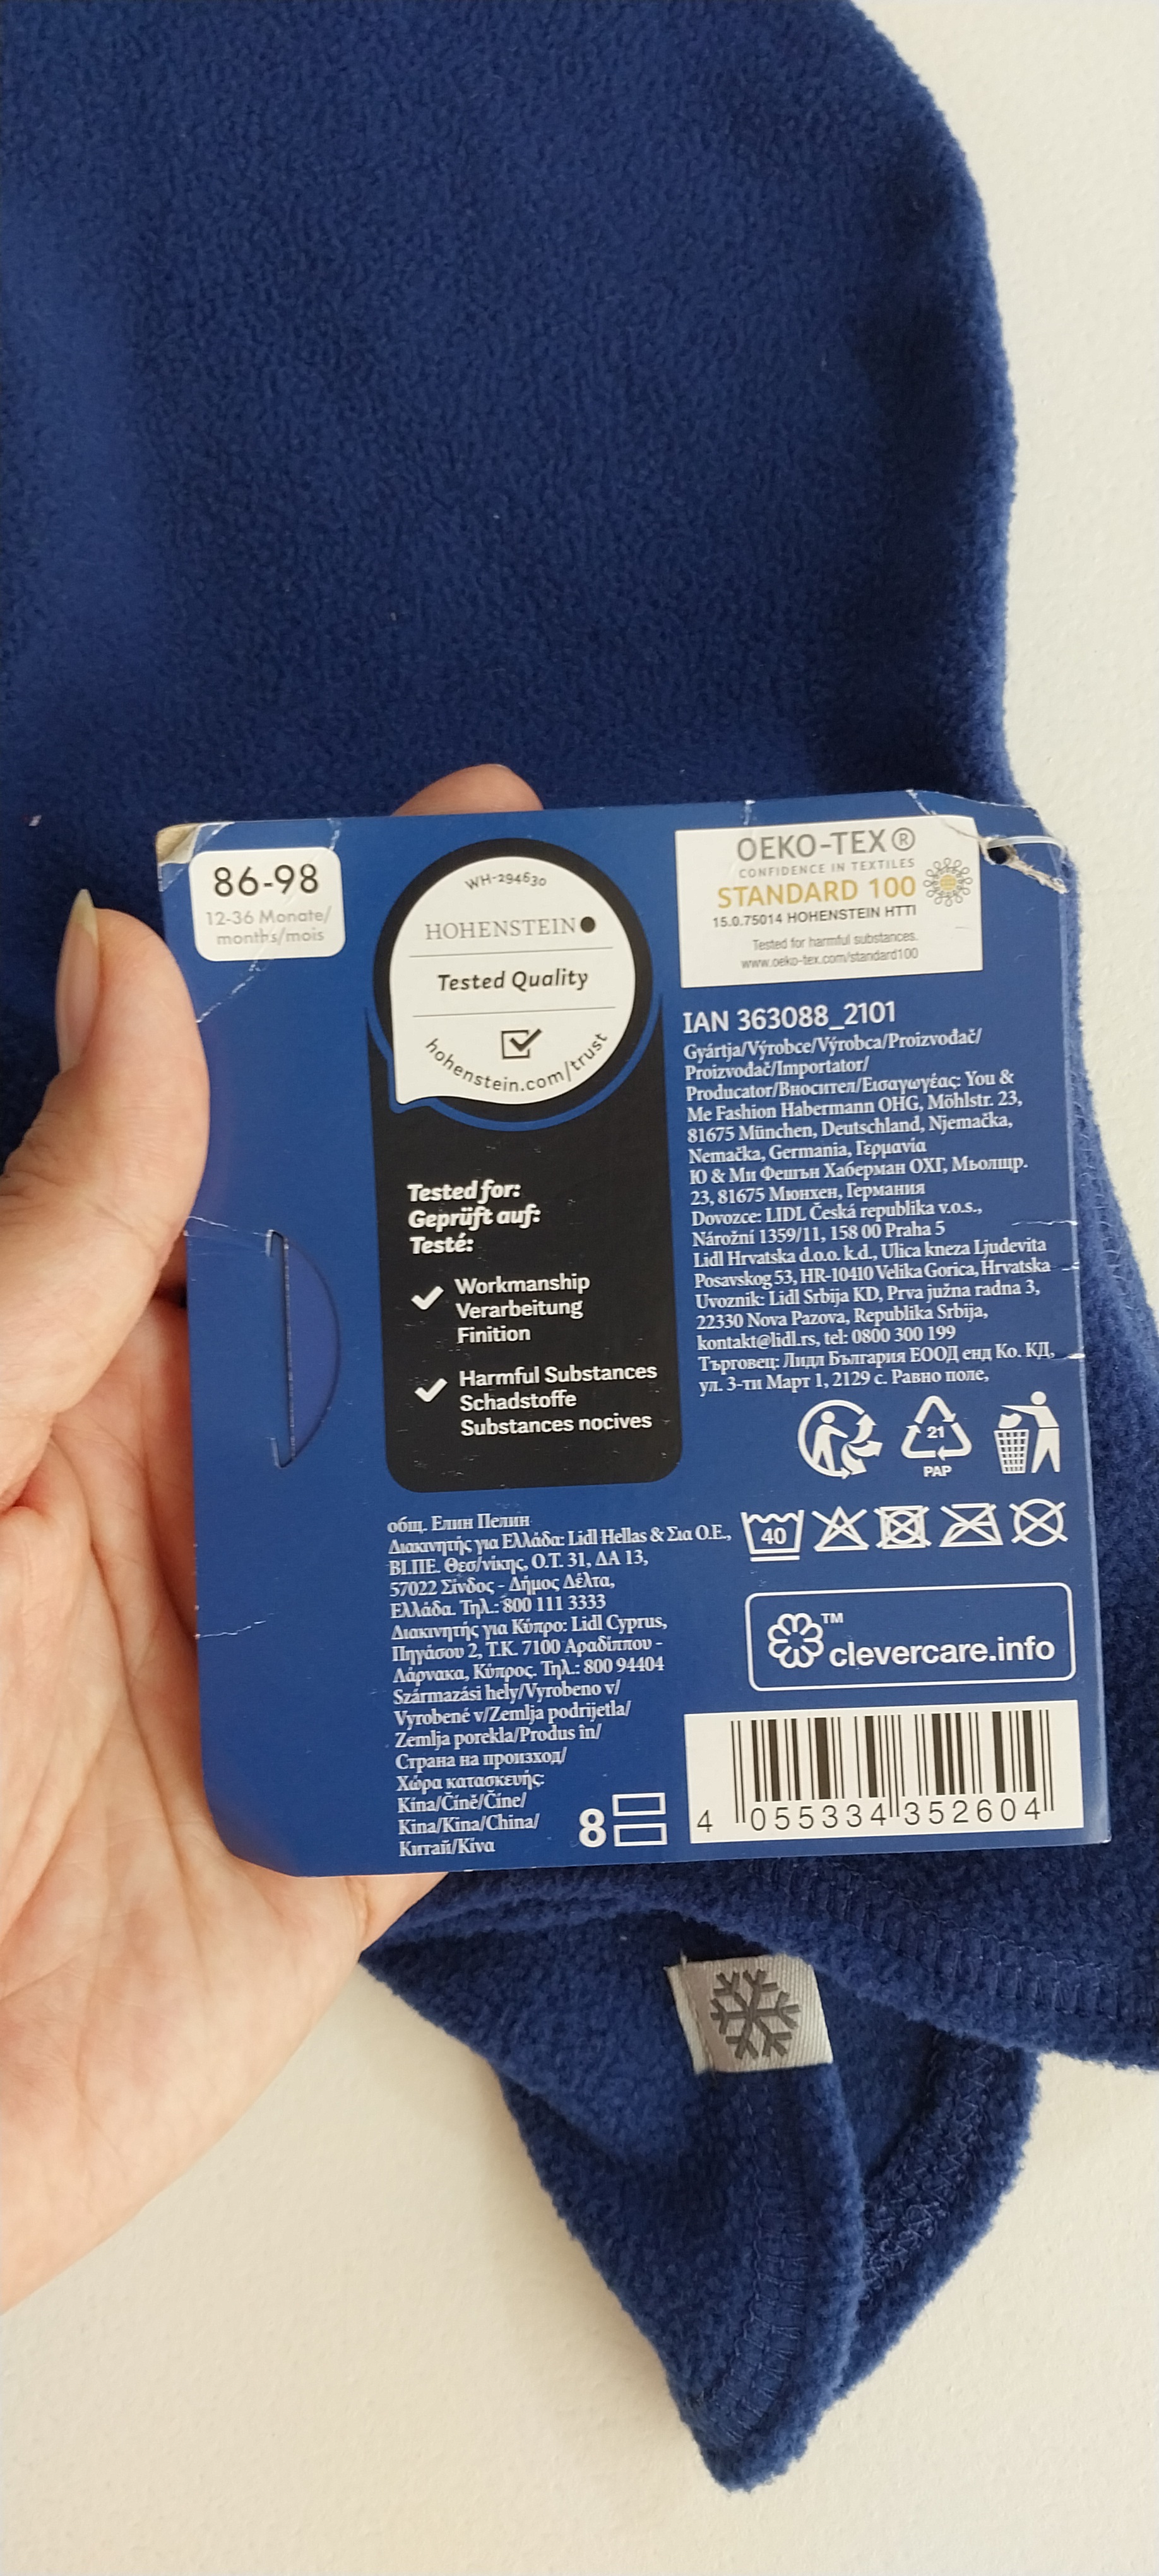 86-98
12-36 Monate/
months/mois
WH-294630
HOHENSTEIN
Tested Quality
hohenstein.com/trust
Tested for:
Geprüft auf:
Testé:
Workmanship
Verarbeitung
Finition
Harmful Substances
Schadstoffe
Substances nocives
OEKO-TEX®
CONFIDENCE IN TEXTILES
STANDARD 100
15.0.75014 HOHENSTEIN HTTI
Tested for harmful substances.
www.oeko-tex.com/standard100
IAN 363088_2101
Gyártja/Výrobce/Výrobca/Proizvođač/
Proizvođač/Importator/
Producator/Вносител/Εισαγωγέας: You &
Me Fashion Habermann OHG, Möhlstr. 23,
81675 München, Deutschland, Njemačka,
Nemačka, Germania, Γερμανία
Ю & Ми Фешън Хаберман ОХГ, Мьолщр.
23, 81675 Мюнхен, Германия
Dovozce: LIDL Česká republika v.o.s.,
Nárožní 1359/11, 158 00 Praha 5
Lidl Hrvatska d.o.o. k.d., Ulica kneza Ljudevita
Posavskog 53, HR-10410 Velika Gorica, Hrvatska
Uvoznik: Lidl Srbija KD, Prva južna radna 3,
22330 Nova Pazova, Republika Srbija,
kontakt@lidl.rs, tel: 0800 300 199
Търговец: Лидл България ЕООД енд Ко. КД,
ул. 3-ти Март 1, 2129 с. Равно поле,
21
PAP
общ. Елин Пелин
Διακινητής για Ελλάδα: Lidl Hellas & Σια Ο.Ε.,
ΒΙ.ΠΕ. Θεσ/νίκης, Ο.Τ. 31, ΔΑ 13,
57022 Σίνδος - Δήμος Δέλτα,
Ελλάδα. Τηλ.: 800 111 3333
Διακινητής για Κύπρο: Lidl Cyprus,
Πηγάσου 2, Τ.Κ. 7100 Αραδίππου -
Λάρνακα, Κύπρος. Τηλ.: 800 94404
Származási hely/Vyrobeno v/
Vyrobené v/Zemlja podrijetla/
Zemlja porekla/Produs în/
Страна на произход/
Χώρα κατασκευής:
Kína/Číně/Číne/
Kina/Kina/China/
Китай/Κίνα
8
40
™
clevercare.info
4 055334 352604